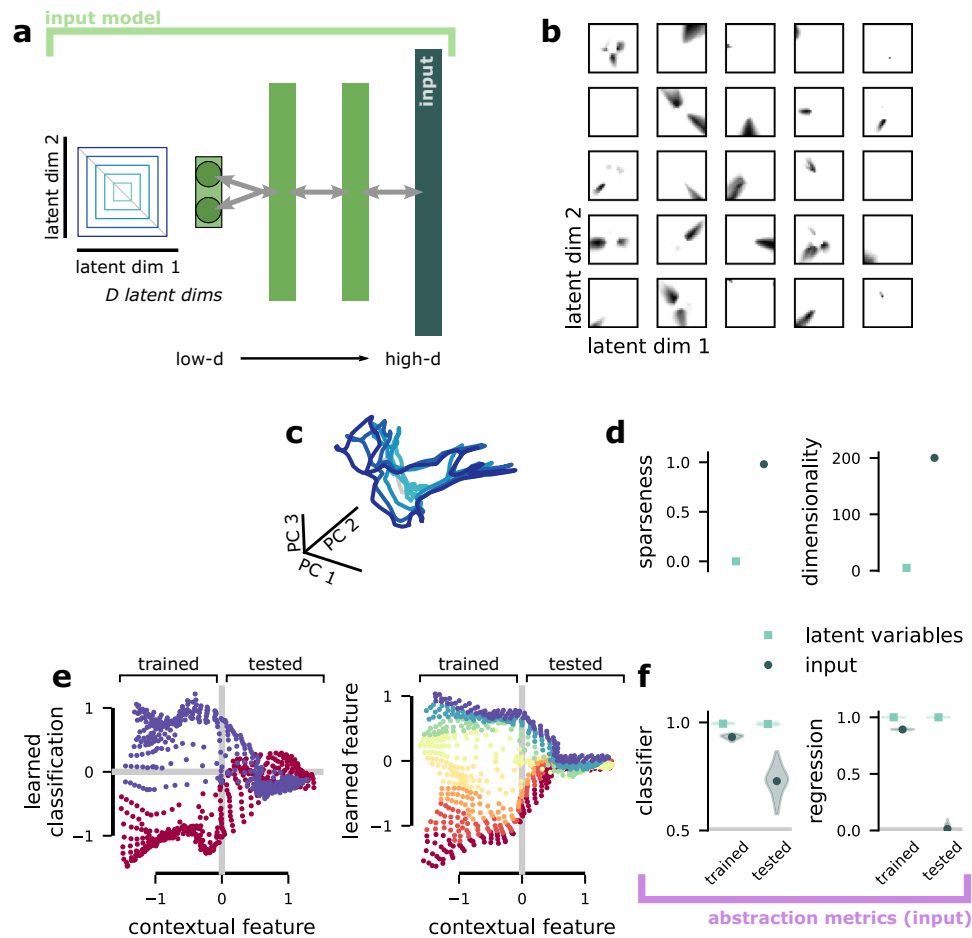 input model
a
b
input
latent dim 2
latent dim 1
D latent dims
low-d
high-d
latent dim 2
latent dim 1
c
PC 3
PC 2
PC 1
d
sparseness
1.0
0.5
0.0
dimensionality
200
100
0
latent variables
input
e
trained
tested
learned
classification
1
0
−1
−1
0
1
contextual feature
trained
tested
learned feature
1
0
−1
−1
0
1
contextual feature
f
classifier
1.0
0.5
trained
tested
regression
1.0
0.5
0.0
trained
tested
abstraction metrics (input)